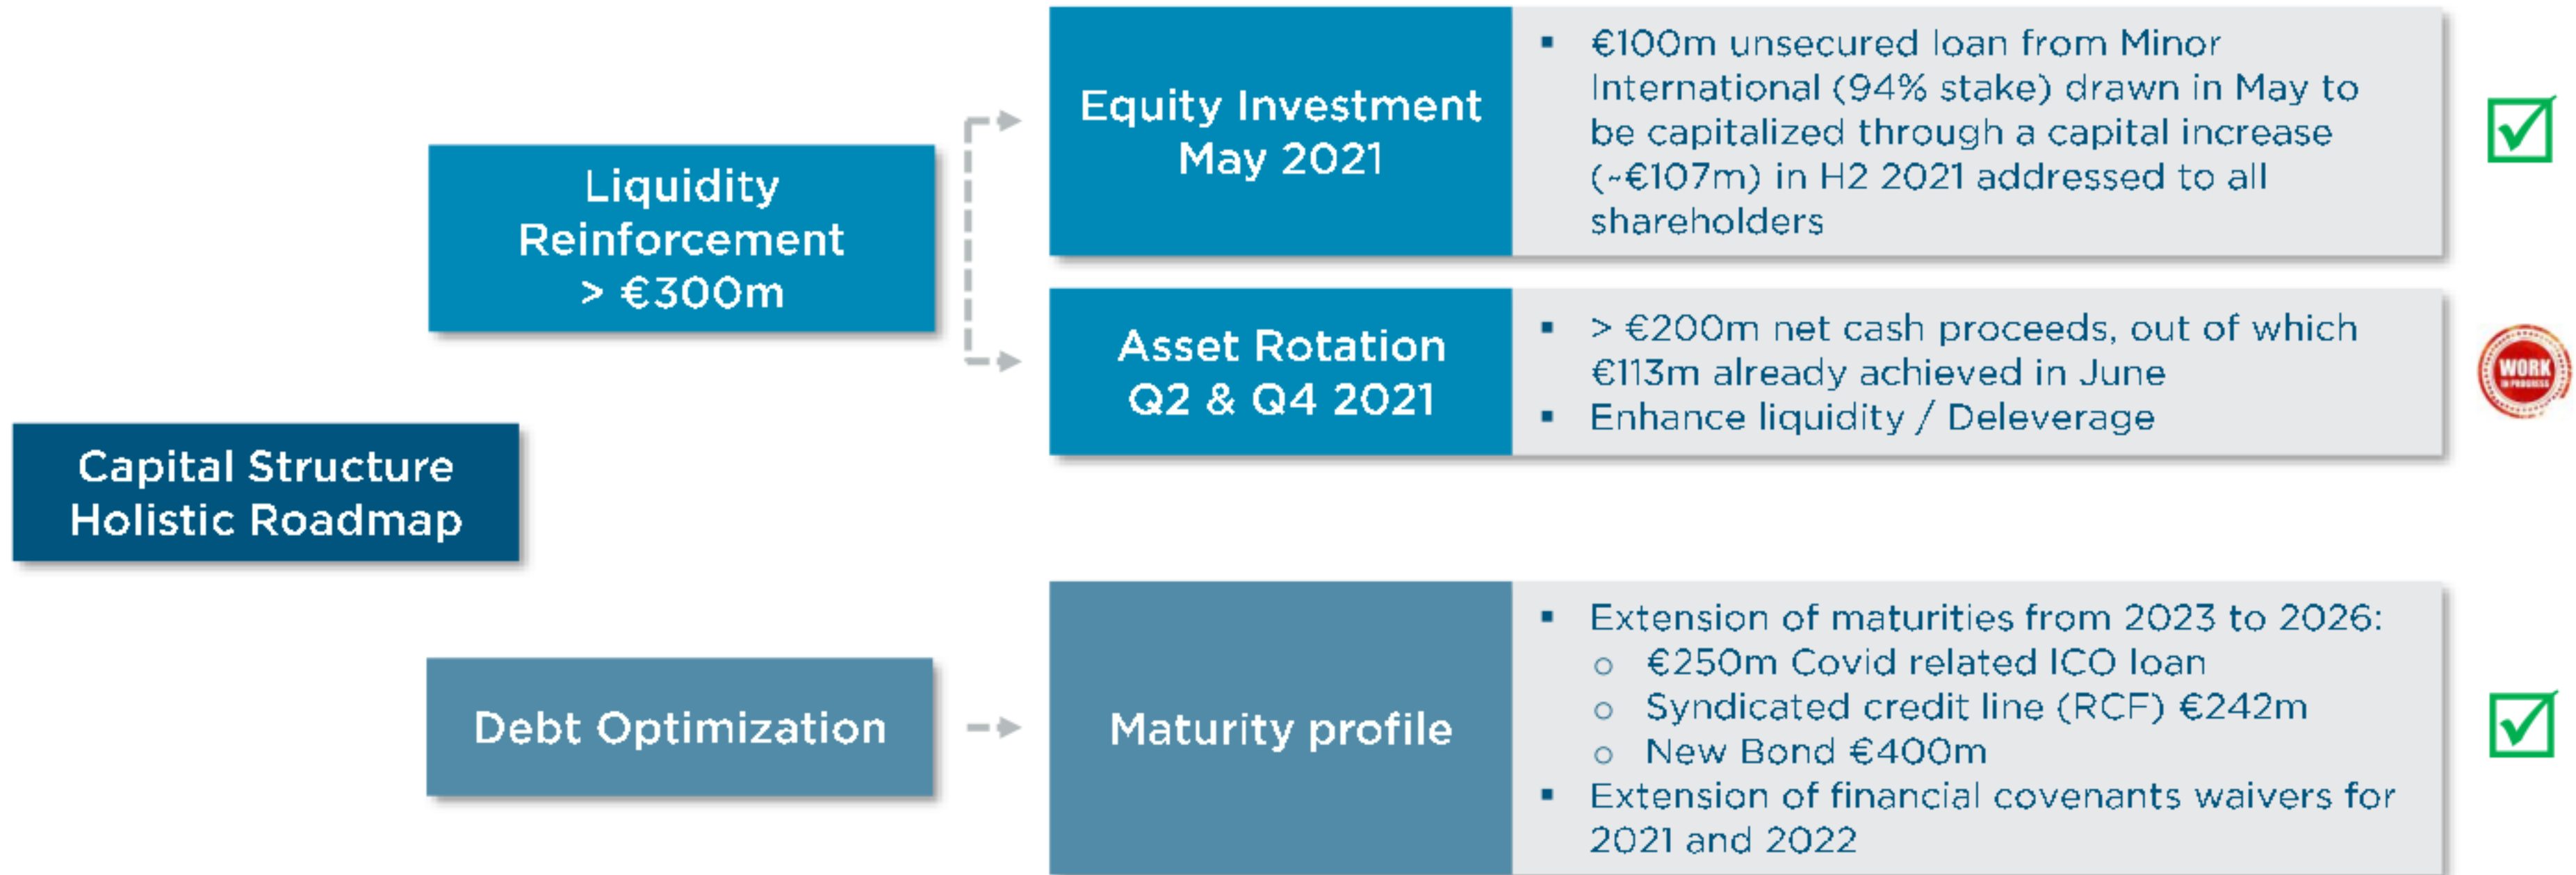 Capital Structure
Holistic Roadmap
Liquidity
Reinforcement
> €300m
Equity Investment
May 2021
▪ €100m unsecured loan from Minor
International (94% stake) drawn in May to
be capitalized through a capital increase
(~€107m) in H2 2021 addressed to all
shareholders
Asset Rotation
Q2 & Q4 2021
▪ > €200m net cash proceeds, out of which
€113m already achieved in June
▪ Enhance liquidity / Deleverage
WORK
IN PROGRESS
Debt Optimization
Maturity profile
▪ Extension of maturities from 2023 to 2026:
○ €250m Covid related ICO loan
○ Syndicated credit line (RCF) €242m
○ New Bond €400m
▪ Extension of financial covenants waivers for
2021 and 2022